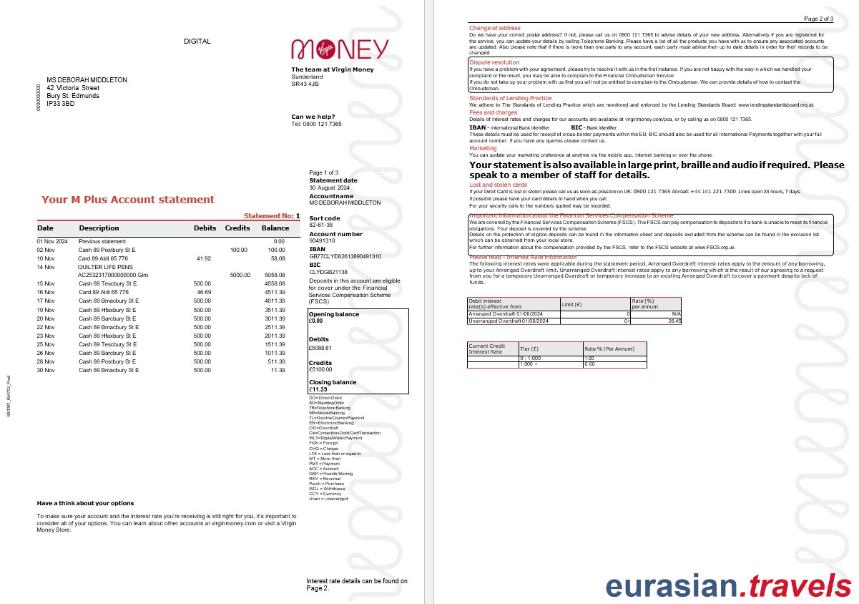 DIGITAL
MONEY
MS DEBORAH MIDDLETON
42 Victoria Street
Bury St. Edmunds
IP33 3BD
The team at Virgin Money
Sunderland
SR43 4JG
Can we help?
Tel: 0800 121 7365
Page 1 of 3
Statement date
30 August 2024
Accountname
MS DEBORAH MIDDLETON
Sort code
82-61-38
Account number
90491310
IBAN
BIC
CLYDGB21138
Deposits in this account are eligible
for cover under the Financial
Services Compensation Scheme
(FSCS)
Opening balance
£0.00
Debits
£5088.61
Credits
£5100.00
Closing balance
£11.39
Your M Plus Account statement
Statement No: 1
Date Description Debits Credits Balance
01 Nov 2024 Previous statement 0.00
02 Nov Cash 89 Postbury St E 100.00 100.00
10 Nov Card 89 Aldi 65 776 41.92 58.08
14 Nov QUILTER LIFE PENS
AC2532317000000000 Giro 5000.00 5058.08
15 Nov Cash 89 Tescbury St E 500.00 4558.08
16 Nov Card 89 Aldi 65 776 46.69 4511.39
17 Nov Cash 89 Bmacbury St E 500.00 4011.39
19 Nov Cash 89 Hfaxbury St E 500.00 3511.39
20 Nov Cash 89 Bmacbury St E 500.00 3011.39
22 Nov Cash 89 Bmacbury St E 500.00 2511.39
23 Nov Cash 89 Hfaxbury St E 500.00 2011.39
25 Nov Cash 89 Tescbury St E 500.00 1511.39
26 Nov Cash 89 Barcbury St E 500.00 1011.39
28 Nov Cash 89 Postbury St E 500.00 511.39
30 Nov Cash 89 Bmacbury St E 500.00 11.39
Have a think about your options
To make sure your account and the interest rate you're receiving is still right for you, it's important to
consider all of your options. You can learn about other accounts at virginmoney.com or visit a Virgin
Money Store.
Interest rate details can be found on
Page 2.
Page 2 of 3
Change of address
Do we have your correct postal address? If not, please call us on 0800 121 7365 to advise details of your new address. Alternatively if you are registered for
the service, you can update your details by calling Telephone Banking. Please have a list of all the products you have with us to ensure any associated accounts
are updated. Also please note that if there is more than one party to any account, each party must advise their up to date details in order for their records to be
changed.
Dispute resolution
If you have a problem with your agreement, please try to resolve it with us in the first instance. If you are not happy with the way in which we handled your
complaint or the result, you may be able to complain to the Financial Ombudsman Service.
If you do not take up your problem with us first you will not be entitled to complain to the Ombudsman. We can provide details of how to contact the
Ombudsman.
Standards of Lending Practice
We adhere to The Standards of Lending Practice which are monitored and enforced by the Lending Standards Board: www.lendingstandardsboard.org.uk.
Fees and charges
Details of interest rates and charges for our accounts are available at virginmoney.com/pca, or by calling us on 0800 121 7365.
IBAN - International Bank Identifier BIC - Bank Identifier
IBAN and BIC should be used for cross-border payments within the EU, BIC should also be used for all International Payments together with your full
account number. If you have any queries please contact us.
Marketing
You can update your marketing preference at anytime via the mobile app, Internet banking or over the phone.
Your statement is also available in large print, braille and audio if required. Please
speak to a member of staff for details.
Lost and stolen cards
If your Debit Card is lost or stolen please call us as soon as possible on UK: 0800 121 7365 Abroad: +44 141 221 7300. Lines open 24 hours, 7 days.
If possible please have your card details to hand when you call
For your security calls to the numbers quoted may be recorded.
Important Information about the Financial Services Compensation Scheme
We are covered by the Financial Services Compensation Scheme (FSCS). The FSCS can pay compensation to depositors if a bank is unable to meet its financial
obligations. Your deposit is covered by the scheme
Details on the protection of eligible deposits can be found in the information sheet and deposits excluded from the scheme can be found in the exclusion list
which can be obtained from your local store.
For further information about the compensation provided by the FSCS, refer to the FSCS website at www.FSCS.org.uk
Please read - Interest Rate Information
The following interest rates were applicable during the statement period. Arranged Overdraft interest rates apply to the amount of any borrowing,
up to your Arranged Overdraft limit. Unarranged Overdraft interest rates apply to any borrowing which is the result of our agreeing to a request
from you for a temporary Unarranged Overdraft or temporary increase to an existing Arranged Overdraft to cover a payment despite lack of
funds.
Debit interest rate(s) effective from Limit (£) Rate (%) per annum
Arranged Overdraft 01/08/2024 0 N/A
Unarranged Overdraft 01/08/2024
Current Credit Interest Rate Tier (£) Rate % (Per Annum)
0 - 1,000 1.00
1,000 + 0.00
eurasian.travels